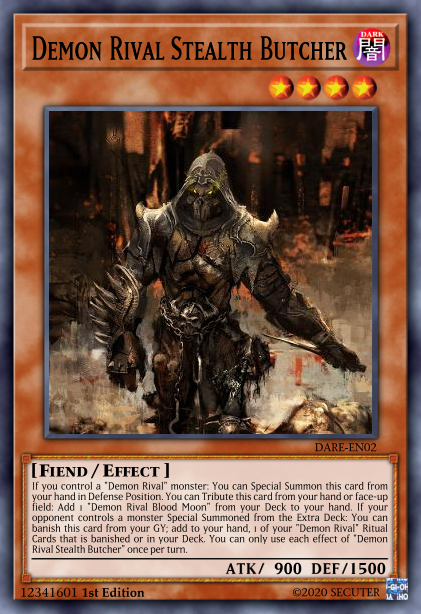 DEMON RIVAL STEALTH BUTCHER
DARK
闇
DARE-EN02
[FIEND / EFFECT ]
If you control a "Demon Rival" monster: You can Special Summon this card from
your hand in Defense Position. You can Tribute this card from your hand or face-up
field: Add 1 "Demon Rival Blood Moon" from your Deck to your hand. If your
opponent controls a monster Special Summoned from the Extra Deck: You can
banish this card from your GY; add to your hand, 1 of your "Demon Rival" Ritual
Cards that is banished or in your Deck. You can only use each effect of "Demon
Rival Stealth Butcher" once per turn.
ATK/ 900 DEF/1500
12341601 1st Edition ©2020 SECUTER